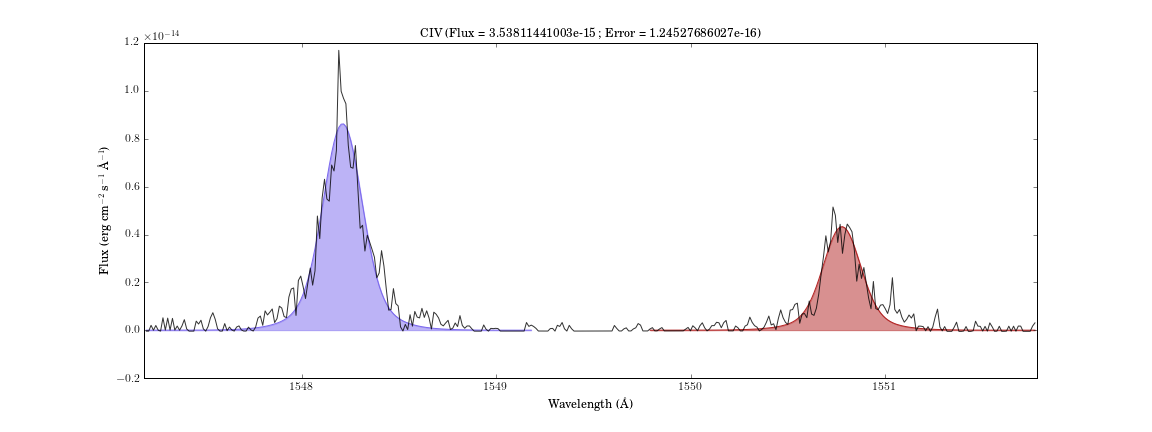 CIV (Flux = 3.53811441003e-15 ; Error = 1.24527686027e-16)
×10⁻¹⁴
1.2
1.0
0.8
0.6
0.4
0.2
0.0
−0.2
Flux (erg cm⁻² s⁻¹ Å⁻¹)
1548 1549 1550 1551
Wavelength (Å)